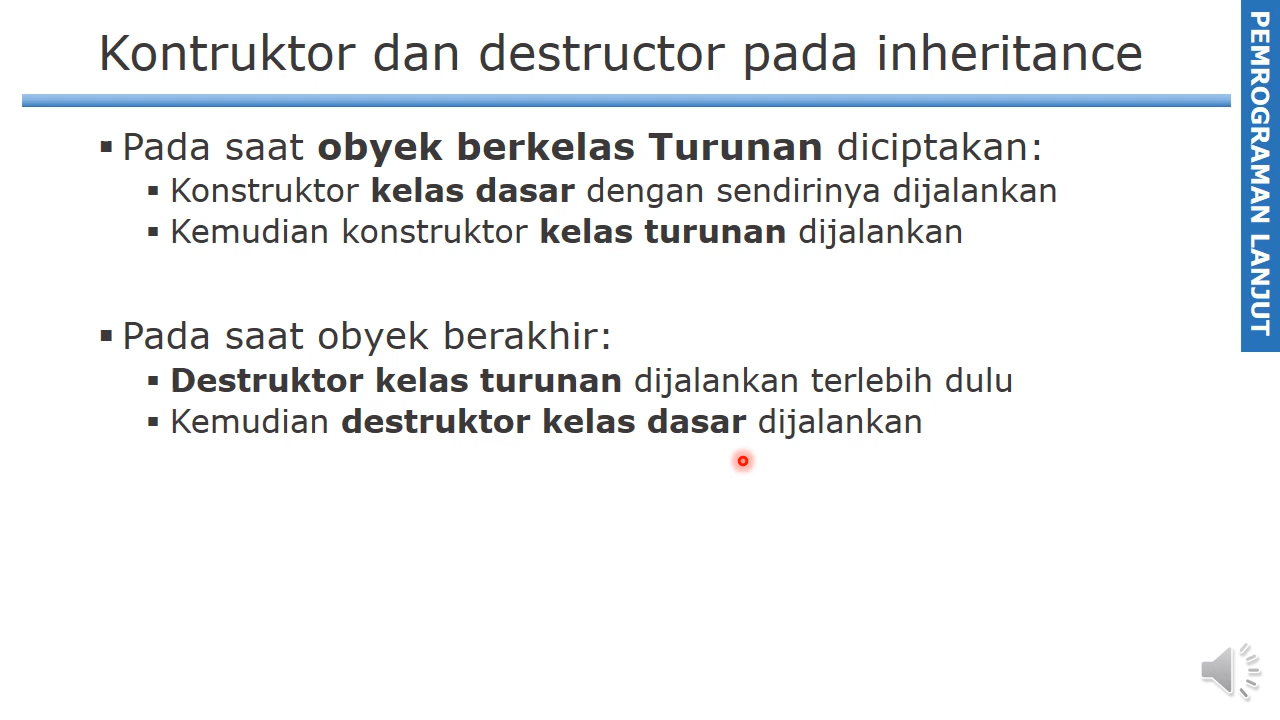 Kontruktor dan destructor pada inheritance
Pada saat obyek berkelas Turunan diciptakan:
Konstruktor kelas dasar dengan sendirinya dijalankan
Kemudian konstruktor kelas turunan dijalankan
Pada saat obyek berakhir:
Destruktor kelas turunan dijalankan terlebih dulu
Kemudian destruktor kelas dasar dijalankan
PEMROGRAMAN LANJUT